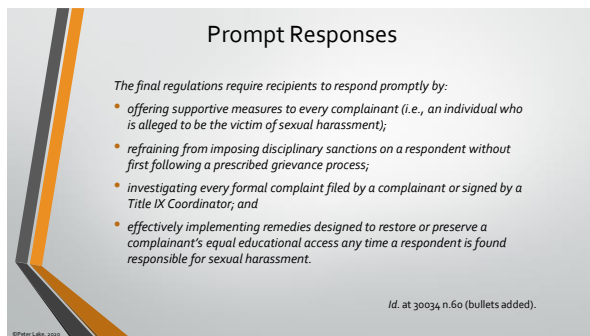 Prompt Responses
The final regulations require recipients to respond promptly by:
• offering supportive measures to every complainant (i.e., an individual who
is alleged to be the victim of sexual harassment);
• refraining from imposing disciplinary sanctions on a respondent without
first following a prescribed grievance process;
• investigating every formal complaint filed by a complainant or signed by a
Title IX Coordinator; and
• effectively implementing remedies designed to restore or preserve a
complainant's equal educational access any time a respondent is found
responsible for sexual harassment.
Id. at 30034 n.60 (bullets added).
©Peter Lake, 2020